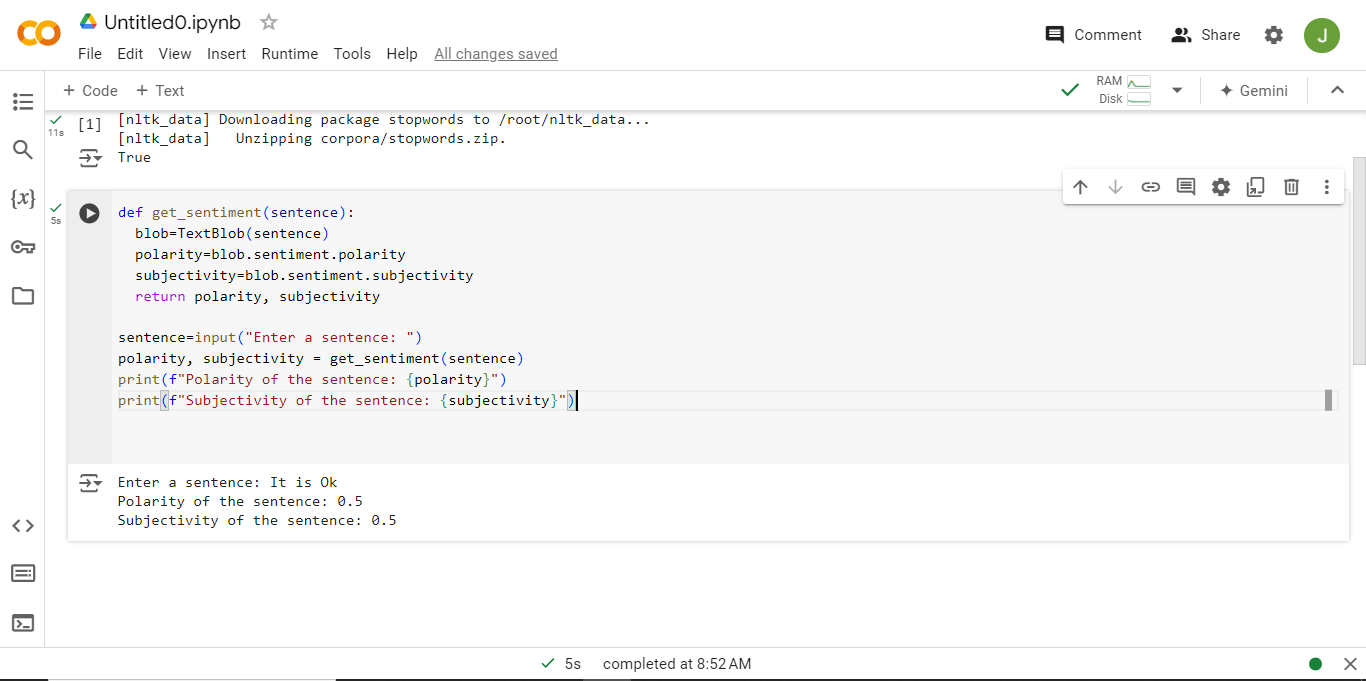 Untitled0.ipynb
File Edit View Insert Runtime Tools Help All changes saved
Comment Share J
+ Code + Text
RAM
Disk
Gemini
11s
[1]
[nltk_data] Downloading package stopwords to /root/nltk_data...
[nltk_data]   Unzipping corpora/stopwords.zip.
True
{x}
5s
def get_sentiment(sentence):
  blob=TextBlob(sentence)
  polarity=blob.sentiment.polarity
  subjectivity=blob.sentiment.subjectivity
  return polarity, subjectivity
sentence=input("Enter a sentence: ")
polarity, subjectivity = get_sentiment(sentence)
print(f"Polarity of the sentence: {polarity}")
print(f"Subjectivity of the sentence: {subjectivity}")
Enter a sentence: It is Ok
Polarity of the sentence: 0.5
Subjectivity of the sentence: 0.5
5s completed at 8:52 AM